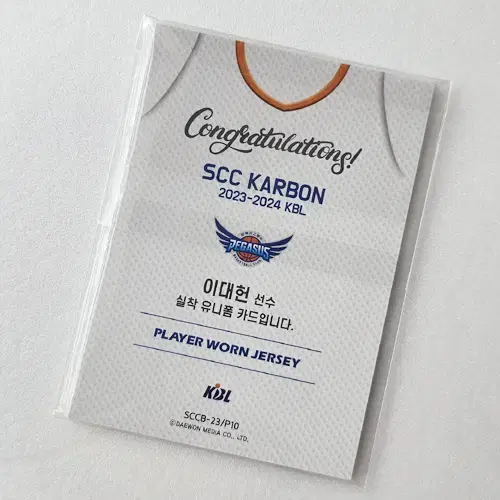 Congratulations!
SCC KARBON
2023-2024 KBL
PEGASUS
이대헌 선수
실착 유니폼 카드입니다.
PLAYER WORN JERSEY
KBL
SCCB-23/P10
ⓒDAEWON MEDIA CO., LTD.